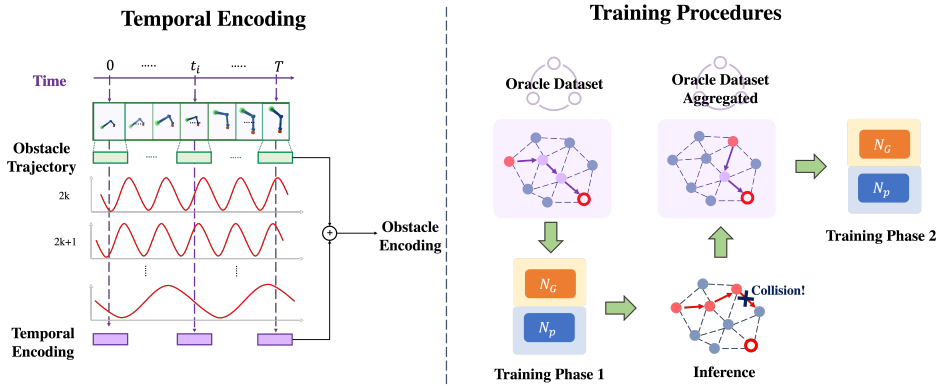 Temporal Encoding
Time
0 ..... t_i ..... T
Obstacle
Trajectory
..... .....
2k
2k+1
+
Obstacle
Encoding
Temporal
Encoding
Training Procedures
Oracle Dataset
Oracle Dataset
Aggregated
N_G
N_p
Training Phase 2
N_G
N_p
Training Phase 1
Collision!
Inference